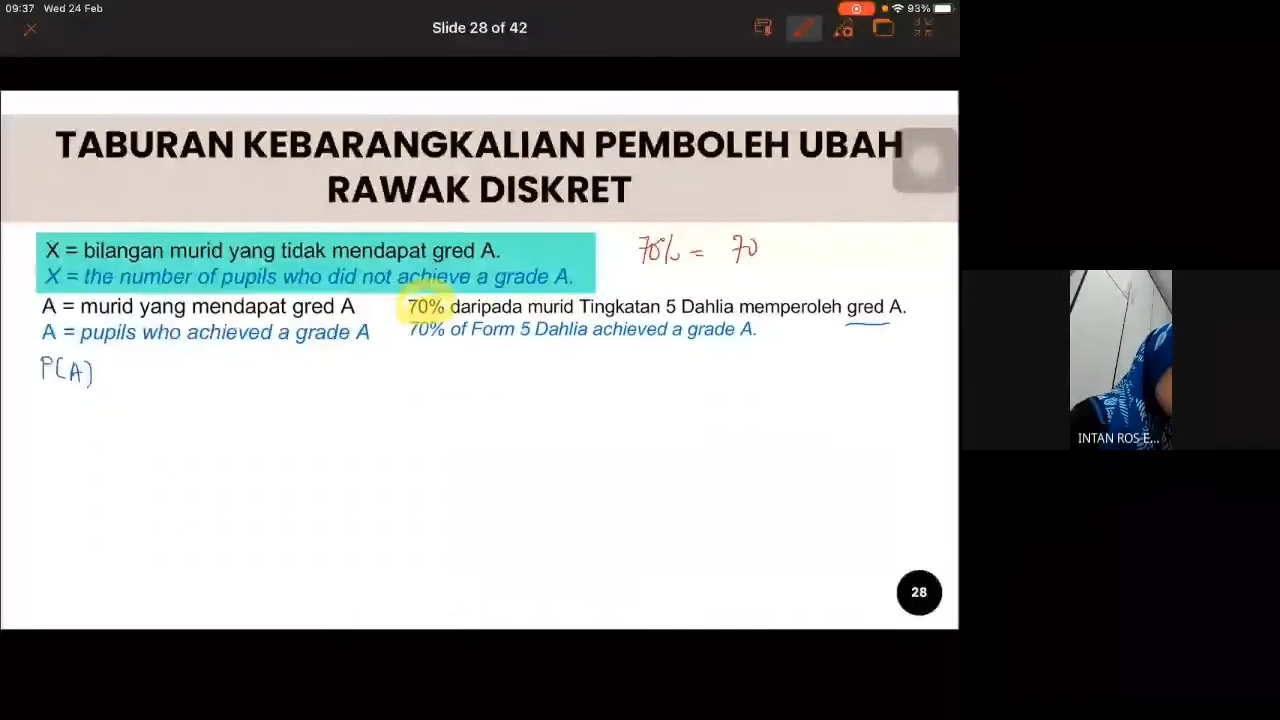 09:37 Wed 24 Feb
93%
Slide 28 of 42
TABURAN KEBARANGKALIAN PEMBOLEH UBAH
RAWAK DISKRET
X = bilangan murid yang tidak mendapat gred A.
X = the number of pupils who did not achieve a grade A.
70% = 70
A = murid yang mendapat gred A
A = pupils who achieved a grade A
70% daripada murid Tingkatan 5 Dahlia memperoleh gred A.
70% of Form 5 Dahlia achieved a grade A.
P(A)
28
INTAN ROS E...